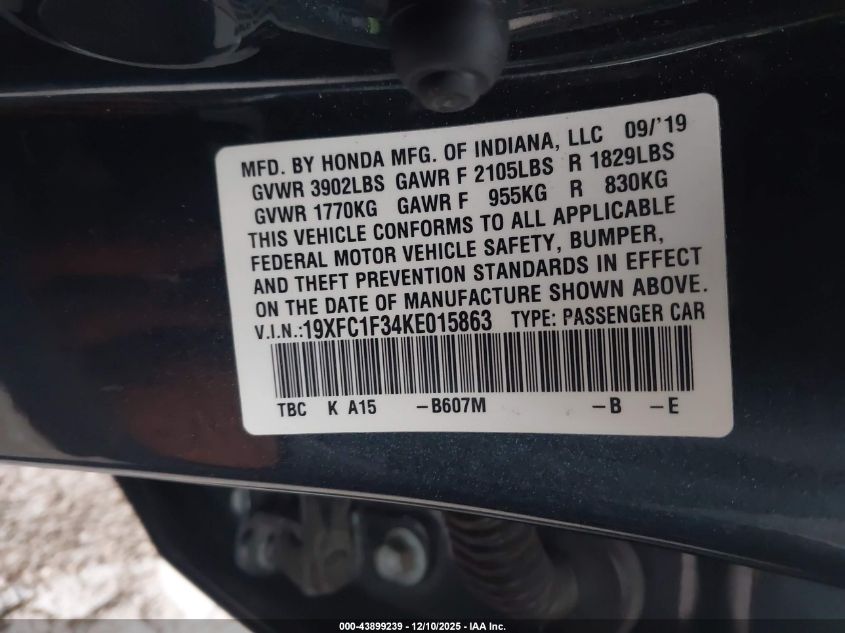 MFD. BY HONDA MFG. OF INDIANA, LLC 09/'19
GVWR 3902LBS GAWR F 2105LBS R 1829LBS
GVWR 1770KG GAWR F 955KG R 830KG
THIS VEHICLE CONFORMS TO ALL APPLICABLE
FEDERAL MOTOR VEHICLE SAFETY, BUMPER,
AND THEFT PREVENTION STANDARDS IN EFFECT
ON THE DATE OF MANUFACTURE SHOWN ABOVE.
V.I.N.:19XFC1F34KE015863 TYPE: PASSENGER CAR
TBC K A15 -B607M -B -E
000-43899239 - 12/10/2025 - IAA Inc.